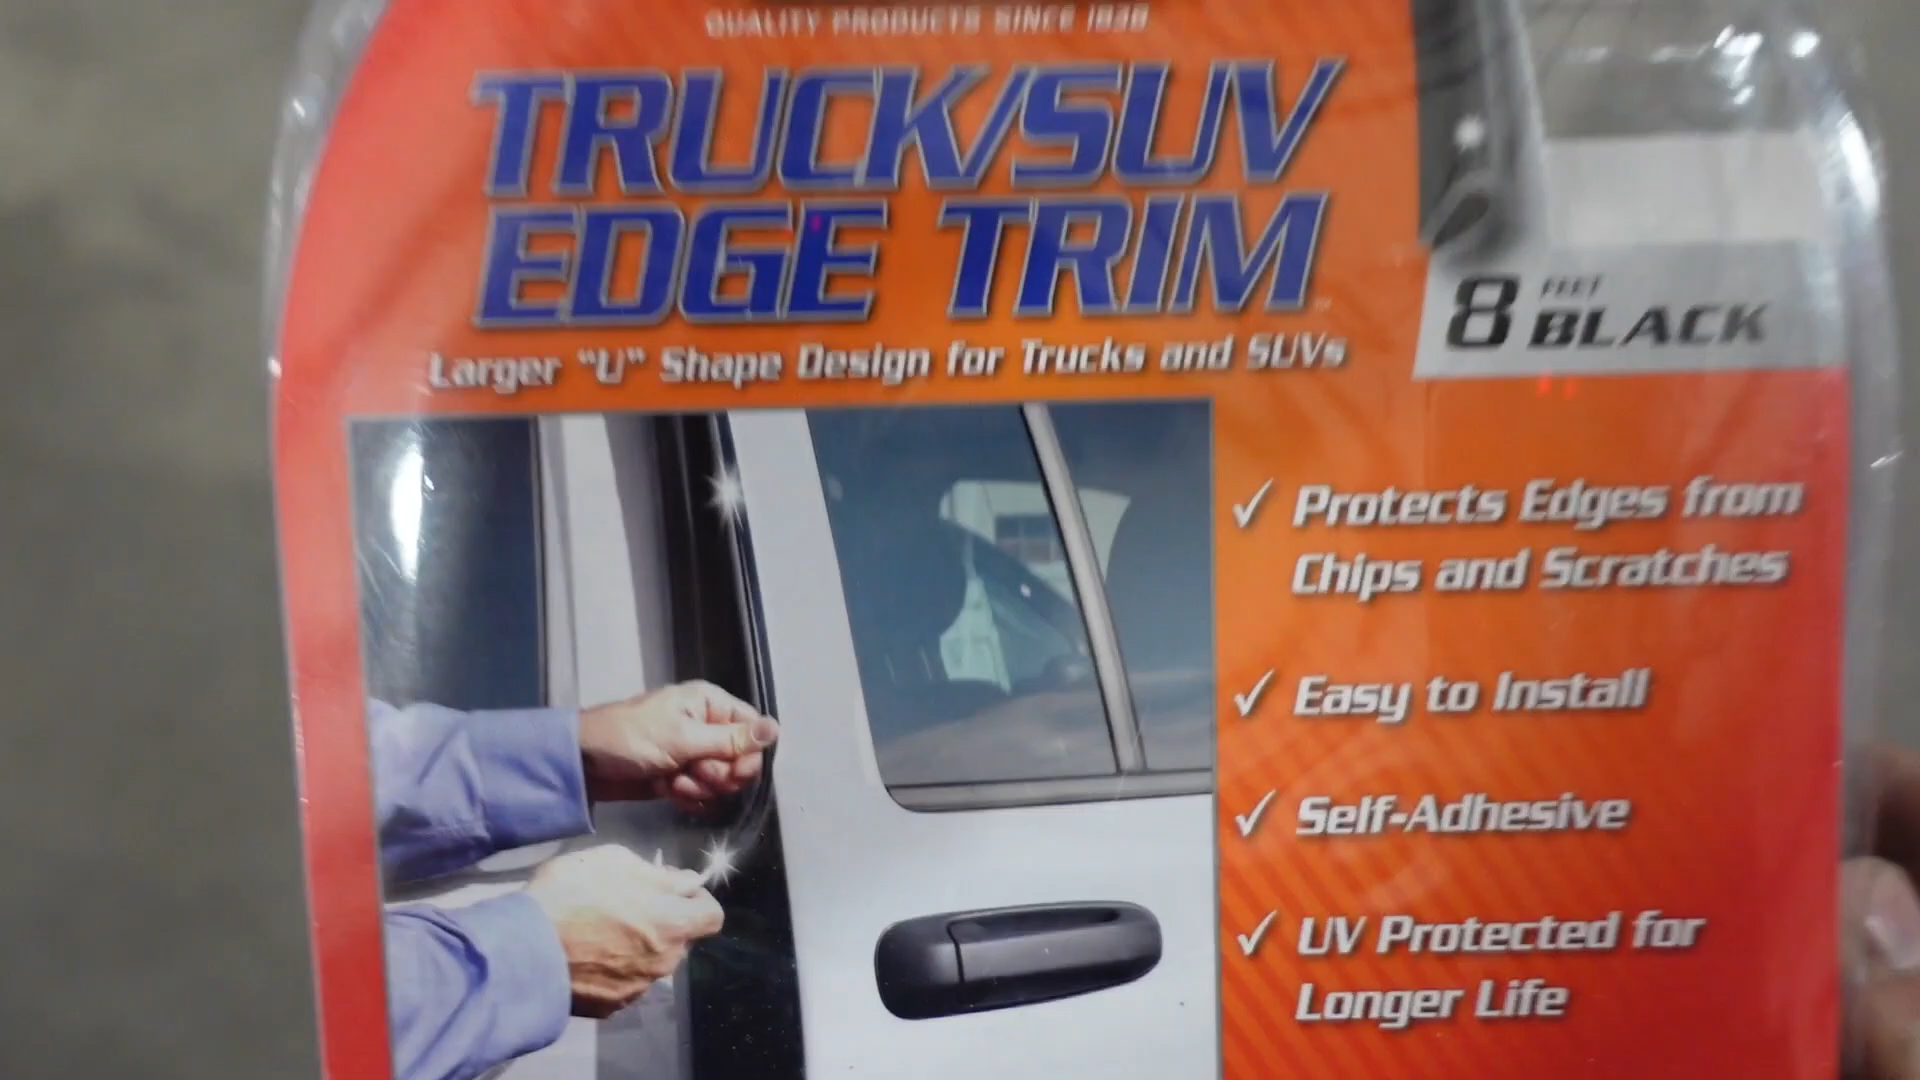 QUALITY PRODUCTS SINCE 1938
TRUCK/SUV
EDGE TRIM
Larger "U" Shape Design for Trucks and SUVs
8 FEET
BLACK
✓ Protects Edges from
Chips and Scratches
✓ Easy to Install
✓ Self-Adhesive
✓ UV Protected for
Longer Life